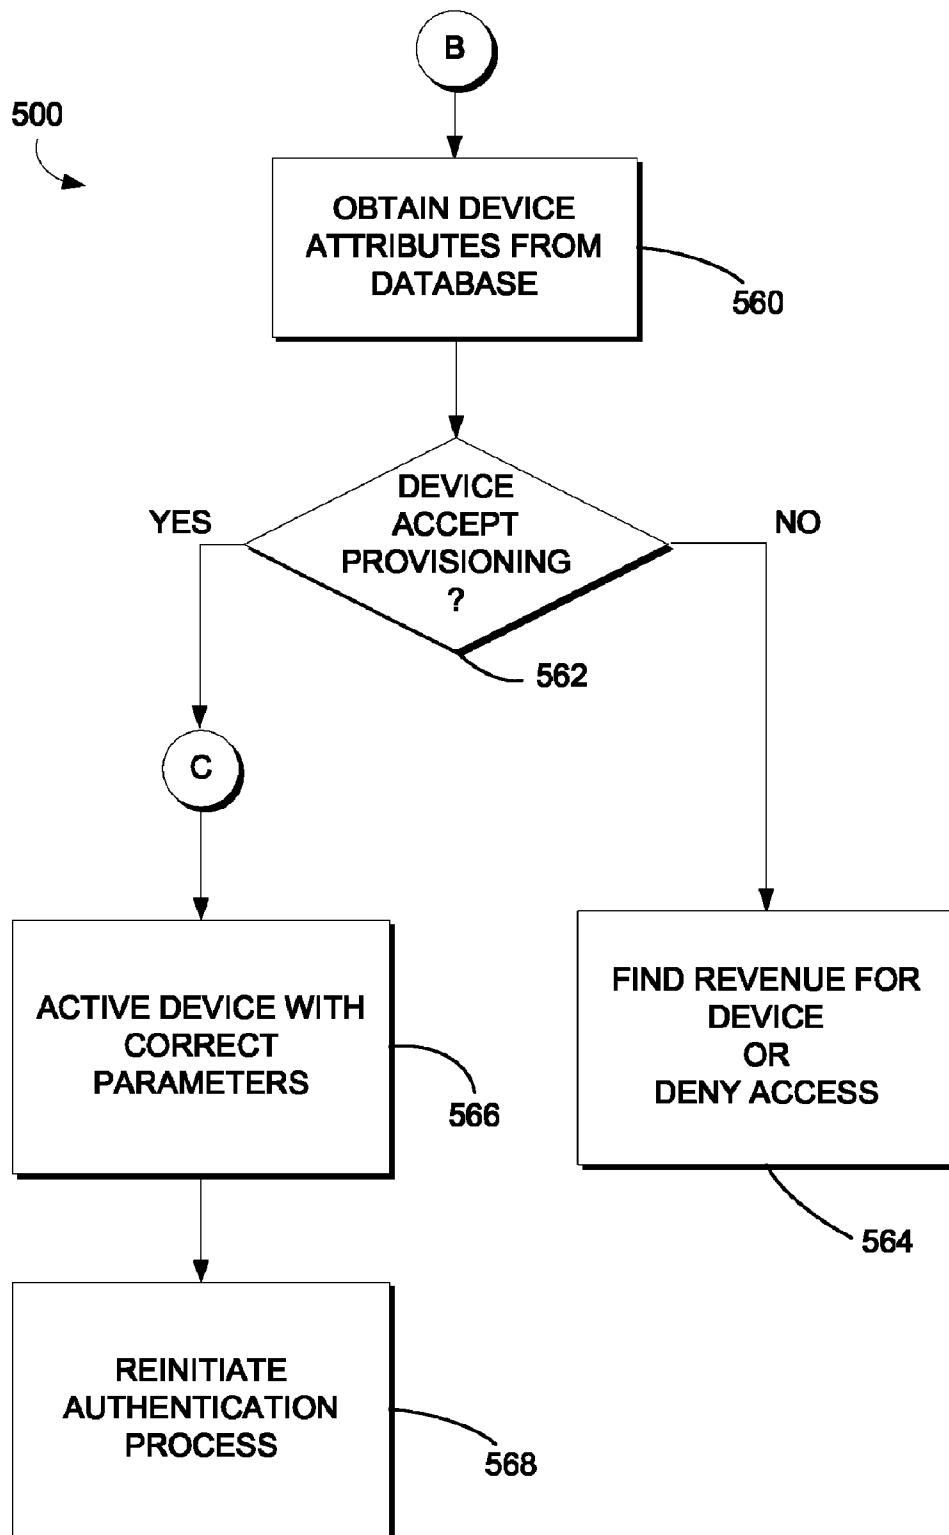 B
500
OBTAIN DEVICE
ATTRIBUTES FROM
DATABASE
560
DEVICE
ACCEPT
PROVISIONING
?
YES
NO
562
C
ACTIVE DEVICE WITH
CORRECT
PARAMETERS
566
FIND REVENUE FOR
DEVICE
OR
DENY ACCESS
564
REINITIATE
AUTHENTICATION
PROCESS
568